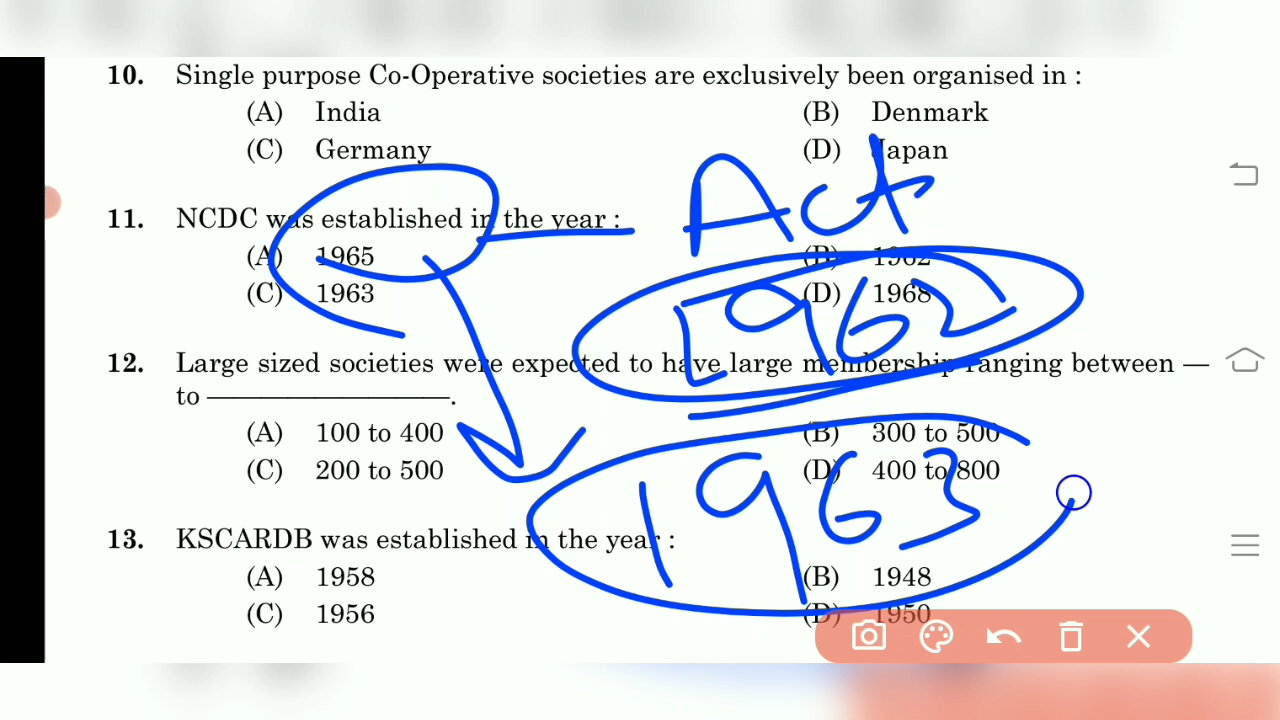 10. Single purpose Co-Operative societies are exclusively been organised in :
(A) India (B) Denmark
(C) Germany (D) Japan
Act
11. NCDC was established in the year :
(A) 1965 (B) 1962
(C) 1963 (D) 1968
1962
12. Large sized societies were expected to have large membership ranging between —
to —.
(A) 100 to 400 (B) 300 to 500
(C) 200 to 500 (D) 400 to 800
1963
13. KSCARDB was established in the year :
(A) 1958 (B) 1948
(C) 1956 (D) 1950